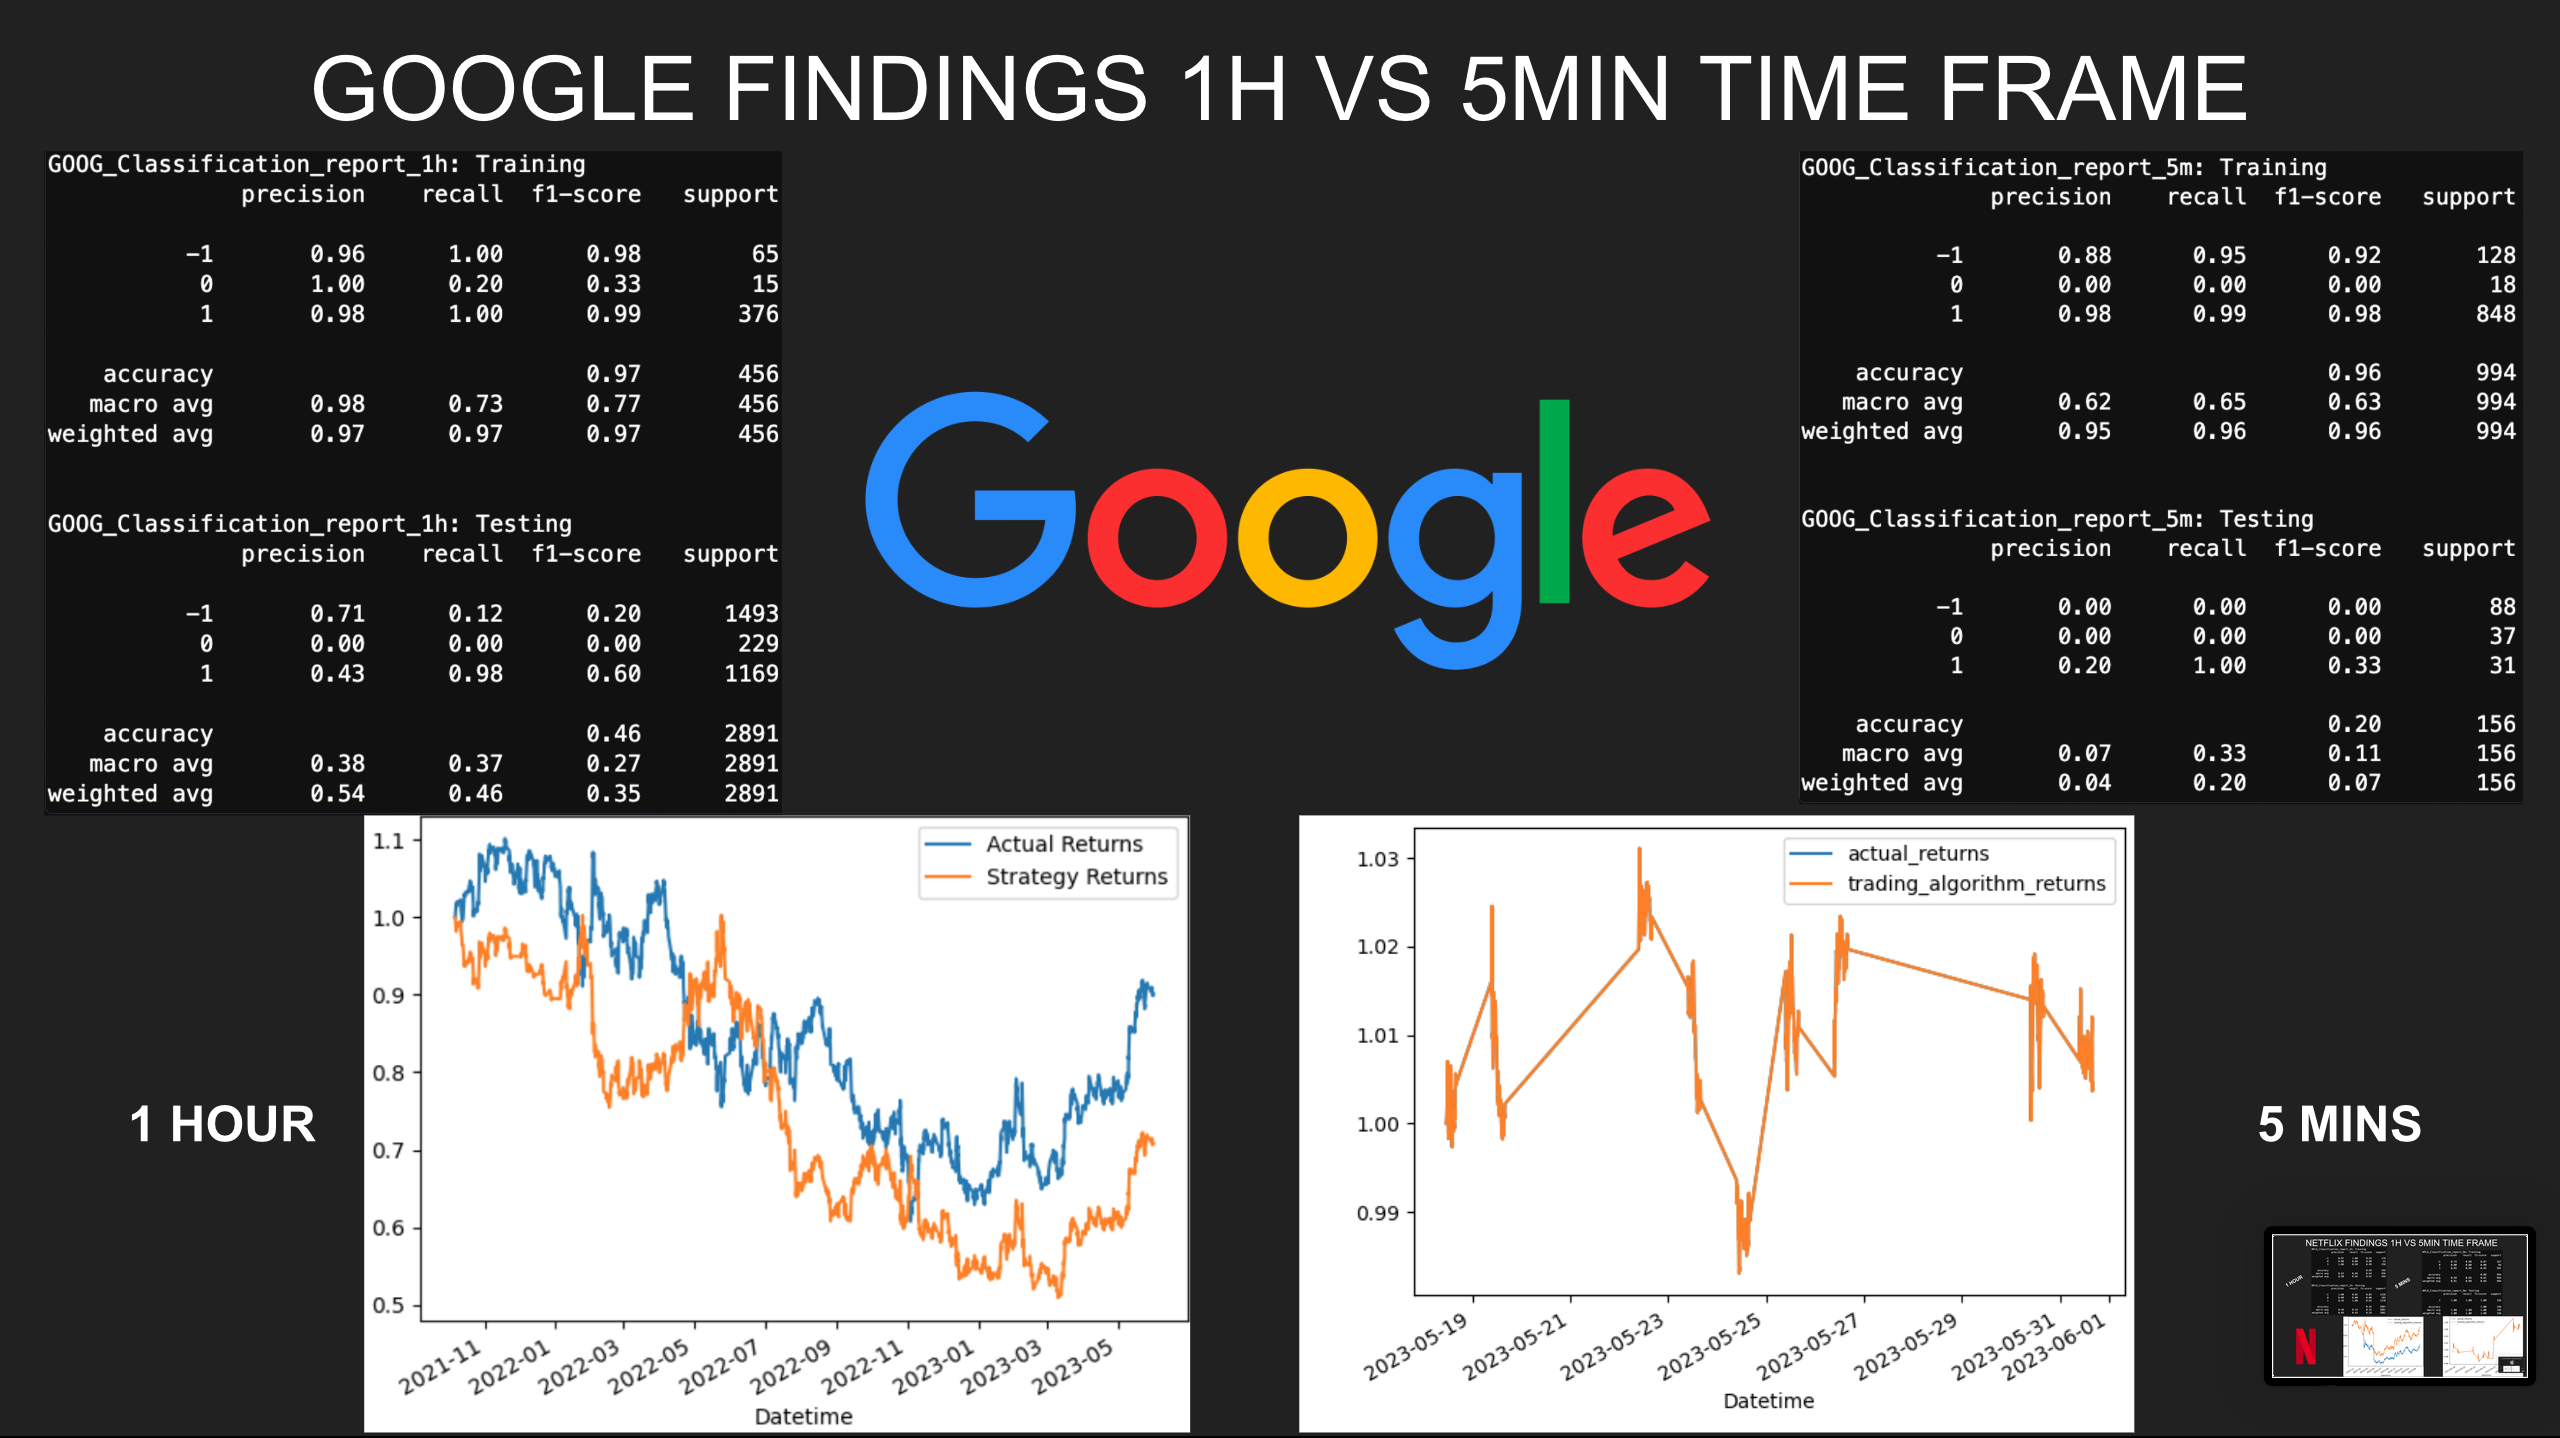 GOOGLE FINDINGS 1H VS 5MIN TIME FRAME
GOOG_Classification_report_1h: Training
precision recall f1-score support
-1 0.96 1.00 0.98 65
0 1.00 0.20 0.33 15
1 0.98 1.00 0.99 376
accuracy 0.97 456
macro avg 0.98 0.73 0.77 456
weighted avg 0.97 0.97 0.97 456
GOOG_Classification_report_1h: Testing
precision recall f1-score support
-1 0.71 0.12 0.20 1493
0 0.00 0.00 0.00 229
1 0.43 0.98 0.60 1169
accuracy 0.46 2891
macro avg 0.38 0.37 0.27 2891
weighted avg 0.54 0.46 0.35 2891
Google
GOOG_Classification_report_5m: Training
precision recall f1-score support
-1 0.88 0.95 0.92 128
0 0.00 0.00 0.00 18
1 0.98 0.99 0.98 848
accuracy 0.96 994
macro avg 0.62 0.65 0.63 994
weighted avg 0.95 0.96 0.96 994
GOOG_Classification_report_5m: Testing
precision recall f1-score support
-1 0.00 0.00 0.00 88
0 0.00 0.00 0.00 37
1 0.20 1.00 0.33 31
accuracy 0.20 156
macro avg 0.07 0.33 0.11 156
weighted avg 0.04 0.20 0.07 156
1 HOUR
Actual Returns
Strategy Returns
1.1
1.0
0.9
0.8
0.7
0.6
0.5
2021-11 2022-01 2022-03 2022-05 2022-07 2022-09 2022-11 2023-01 2023-03 2023-05
Datetime
actual_returns
trading_algorithm_returns
1.03
1.02
1.01
1.00
0.99
2023-05-19 2023-05-21 2023-05-23 2023-05-25 2023-05-27 2023-05-29 2023-05-31 2023-06-01
Datetime
5 MINS
NETFLIX FINDINGS 1H VS 5MIN TIME FRAME
1 HOUR
5 MINS
N